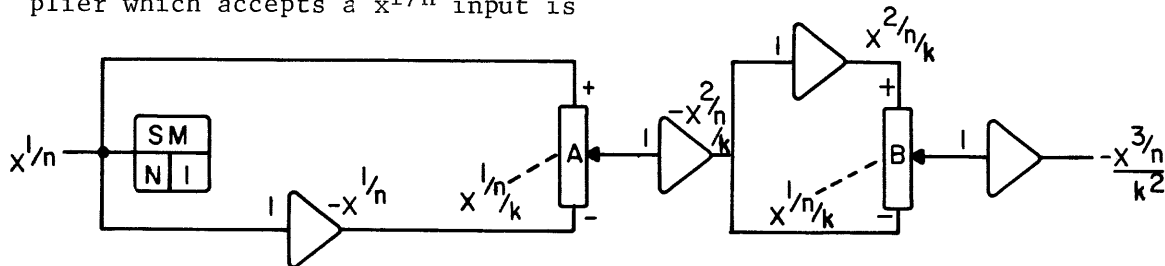 plier which accepts a x^1/n input is
x^1/n
SM
N I
1
-x^1/n
+
A
-
x^1/n/k
1
-x^2/n/k
1
x^2/n/k
+
B
-
x^1/n/k
1
-x^3/n
k^2